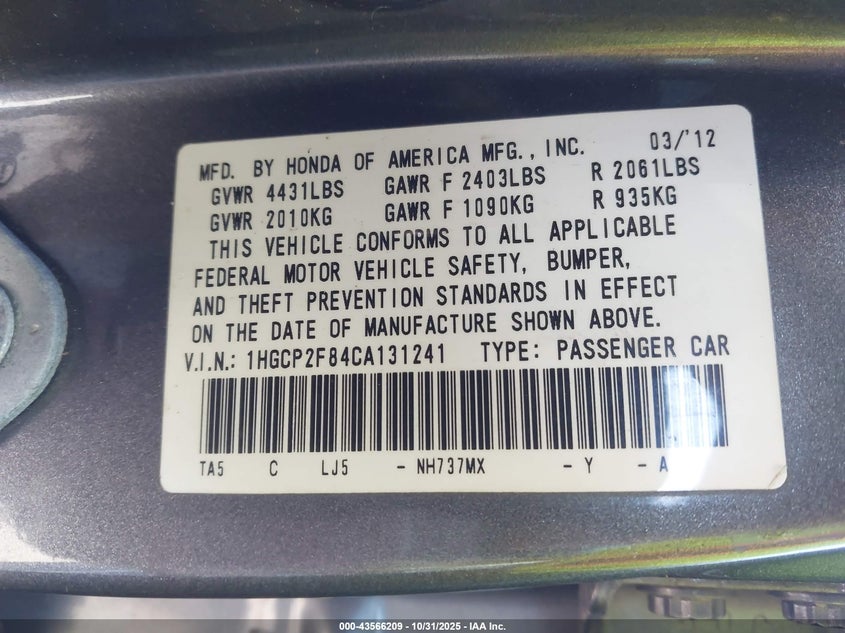 MFD. BY HONDA OF AMERICA MFG., INC. 03/'12
GVWR 4431LBS GAWR F 2403LBS R 2061LBS
GVWR 2010KG GAWR F 1090KG R 935KG
THIS VEHICLE CONFORMS TO ALL APPLICABLE
FEDERAL MOTOR VEHICLE SAFETY, BUMPER,
AND THEFT PREVENTION STANDARDS IN EFFECT
ON THE DATE OF MANUFACTURE SHOWN ABOVE.
V.I.N.: 1HGCP2F84CA131241 TYPE: PASSENGER CAR
TA5 C LJ5 - NH737MX - Y - A
000-43566209 - 10/31/2025 - IAA Inc.